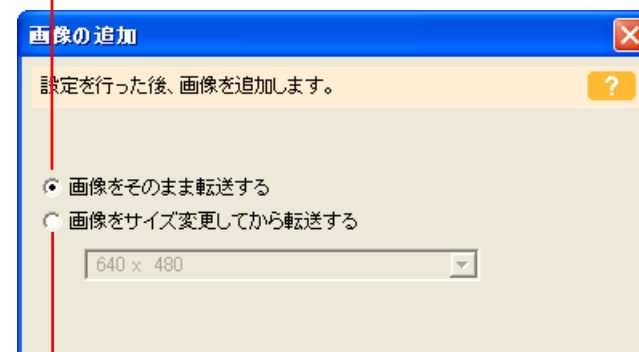 画像の追加
設定を行った後、画像を追加します。
?
画像をそのまま転送する
画像をサイズ変更してから転送する
640 x 480